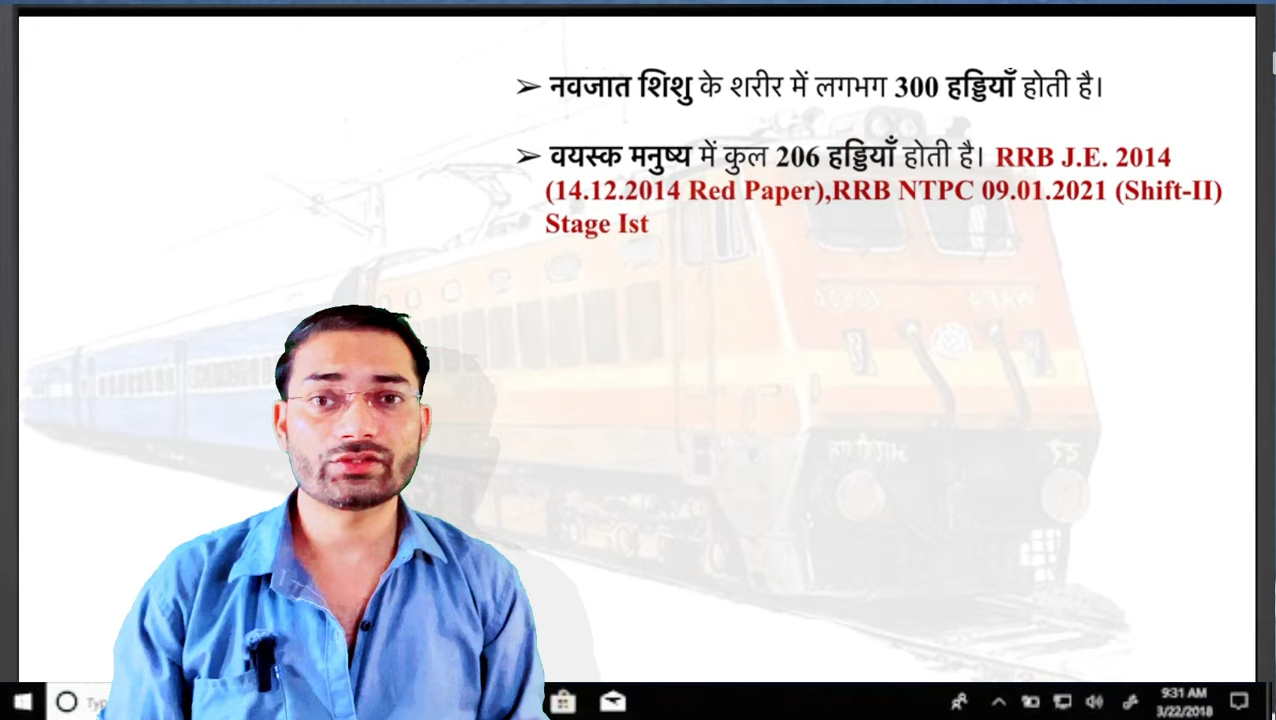 ➢ नवजात शिशु के शरीर में लगभग 300 हड्डियाँ होती है।
➢ वयस्क मनुष्य में कुल 206 हड्डियाँ होती है। RRB J.E. 2014
(14.12.2014 Red Paper),RRB NTPC 09.01.2021 (Shift-II)
Stage Ist
Typ
9:31 AM
3/22/2018